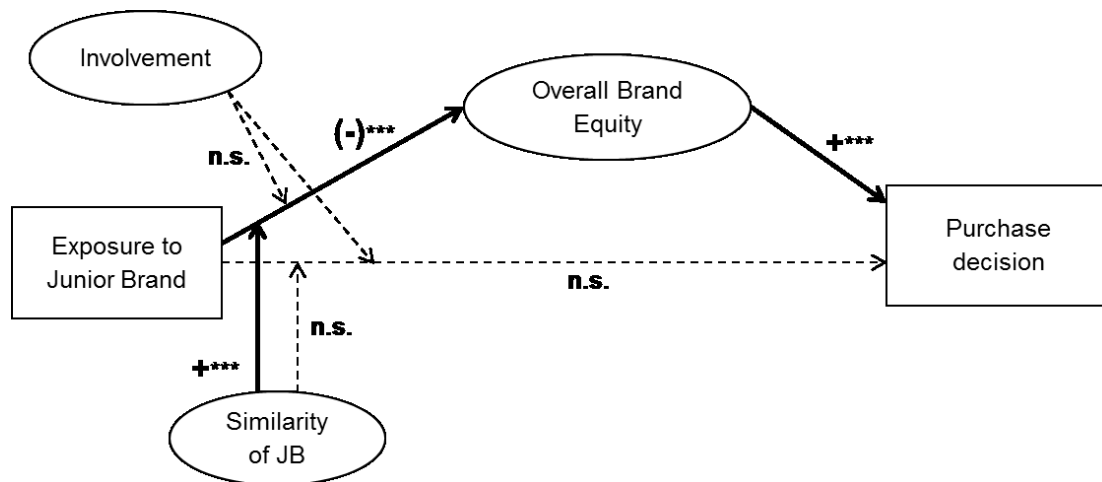 Involvement
Overall Brand
Equity
(-)***
+***
n.s.
Exposure to
Junior Brand
Purchase
decision
n.s.
n.s.
+***
Similarity
of JB